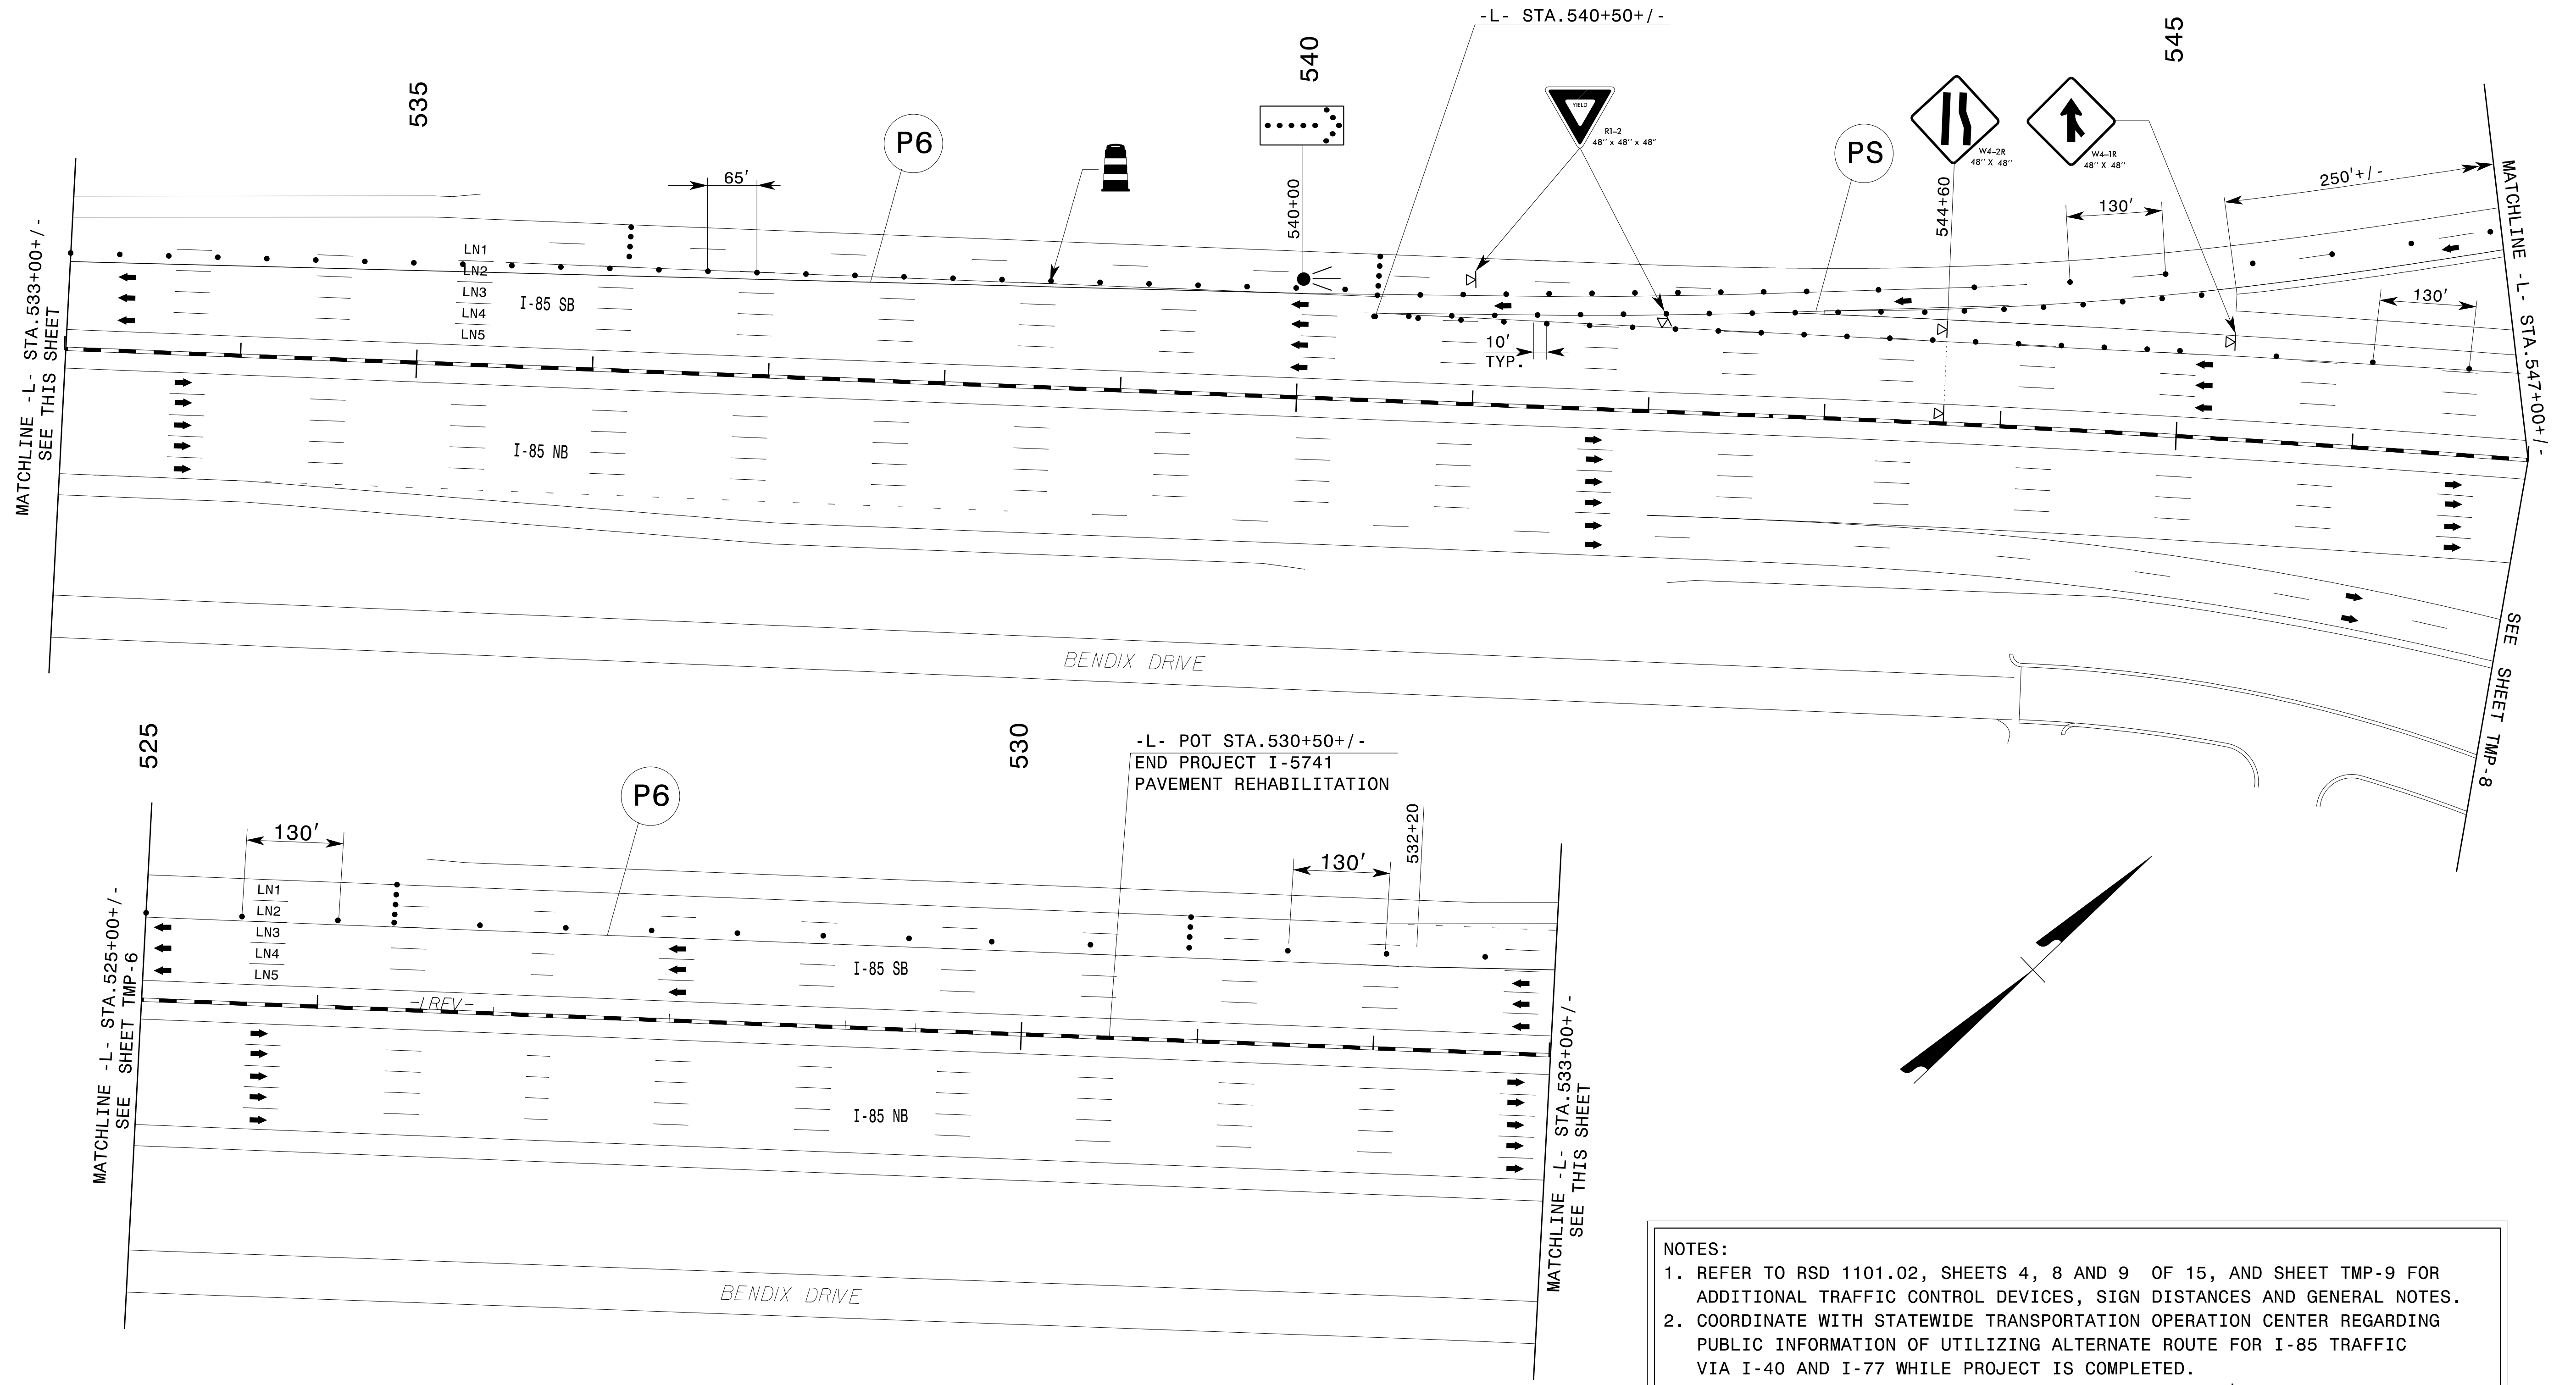 -L- STA.540+50+/-
535
540
545
P6
65'
540+00
YIELD
R1-2
48" x 48" x 48"
PS
W4-2R
48" X 48"
W4-1R
48" X 48"
544+60
130'
250'+/-
130'
10'
TYP.
LN1
LN2
LN3
LN4
LN5
I-85 SB
I-85 NB
MATCHLINE -L- STA.533+00+/-
SEE THIS SHEET
MATCHLINE -L- STA.547+00+/-
SEE SHEET TMP-8
BENDIX DRIVE
525
530
-L- POT STA.530+50+/-
END PROJECT I-5741
PAVEMENT REHABILITATION
P6
130'
130'
532+20
LN1
LN2
LN3
LN4
LN5
I-85 SB
-LREV-
I-85 NB
MATCHLINE -L- STA.525+00+/-
SEE SHEET TMP-6
MATCHLINE -L- STA.533+00+/-
SEE THIS SHEET
BENDIX DRIVE
NOTES:
1. REFER TO RSD 1101.02, SHEETS 4, 8 AND 9 OF 15, AND SHEET TMP-9 FOR
ADDITIONAL TRAFFIC CONTROL DEVICES, SIGN DISTANCES AND GENERAL NOTES.
2. COORDINATE WITH STATEWIDE TRANSPORTATION OPERATION CENTER REGARDING
PUBLIC INFORMATION OF UTILIZING ALTERNATE ROUTE FOR I-85 TRAFFIC
VIA I-40 AND I-77 WHILE PROJECT IS COMPLETED.